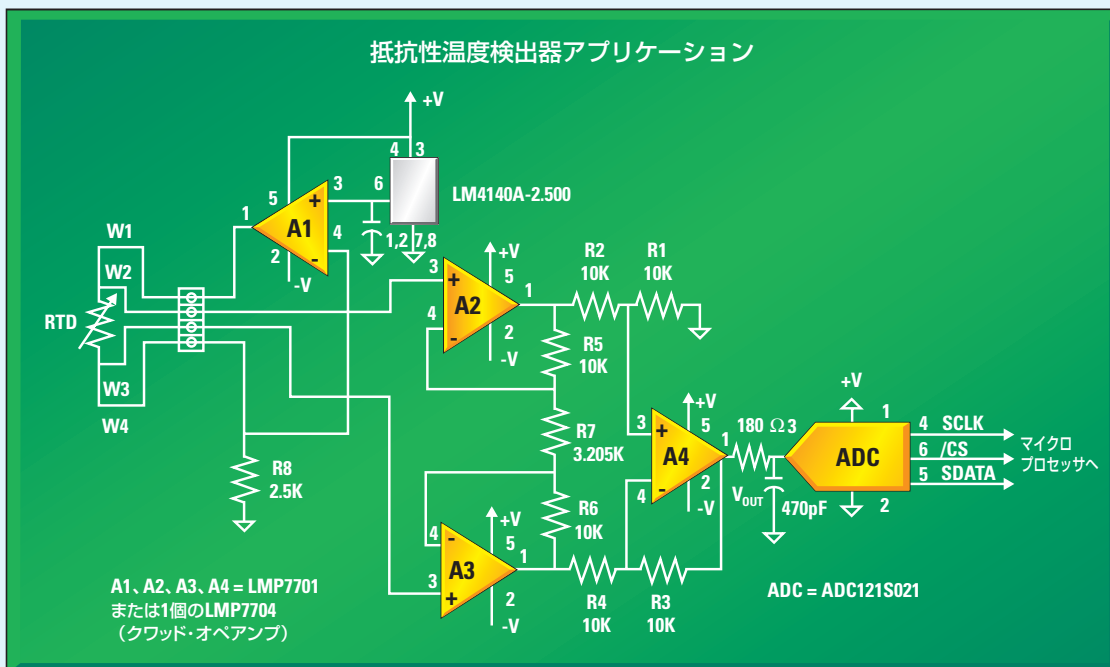 抵抗性温度検出器アプリケーション
+V
4 3
3
6
LM4140A-2.500
5
+
1
A1
4
1,2 7,8
W1
2
-
-V
W2
RTD
W3
W4
R8
2.5K
+V
3
5
+
1
A2
4
-
2
-V
R2
10K
R1
10K
R5
10K
R7
3.205K
R6
10K
+V
4
-
5
1
A3
3
+
2
-V
R4
10K
R3
10K
+V
3
5
+
1
A4
4
-
2
-V
180 Ω
3
VOUT
470pF
+V
1
ADC
2
4 SCLK
6 /CS
5 SDATA
マイクロ
プロセッサへ
A1、A2、A3、A4 = LMP7701
または1個のLMP7704
(クワッド・オペアンプ)
ADC = ADC121S021